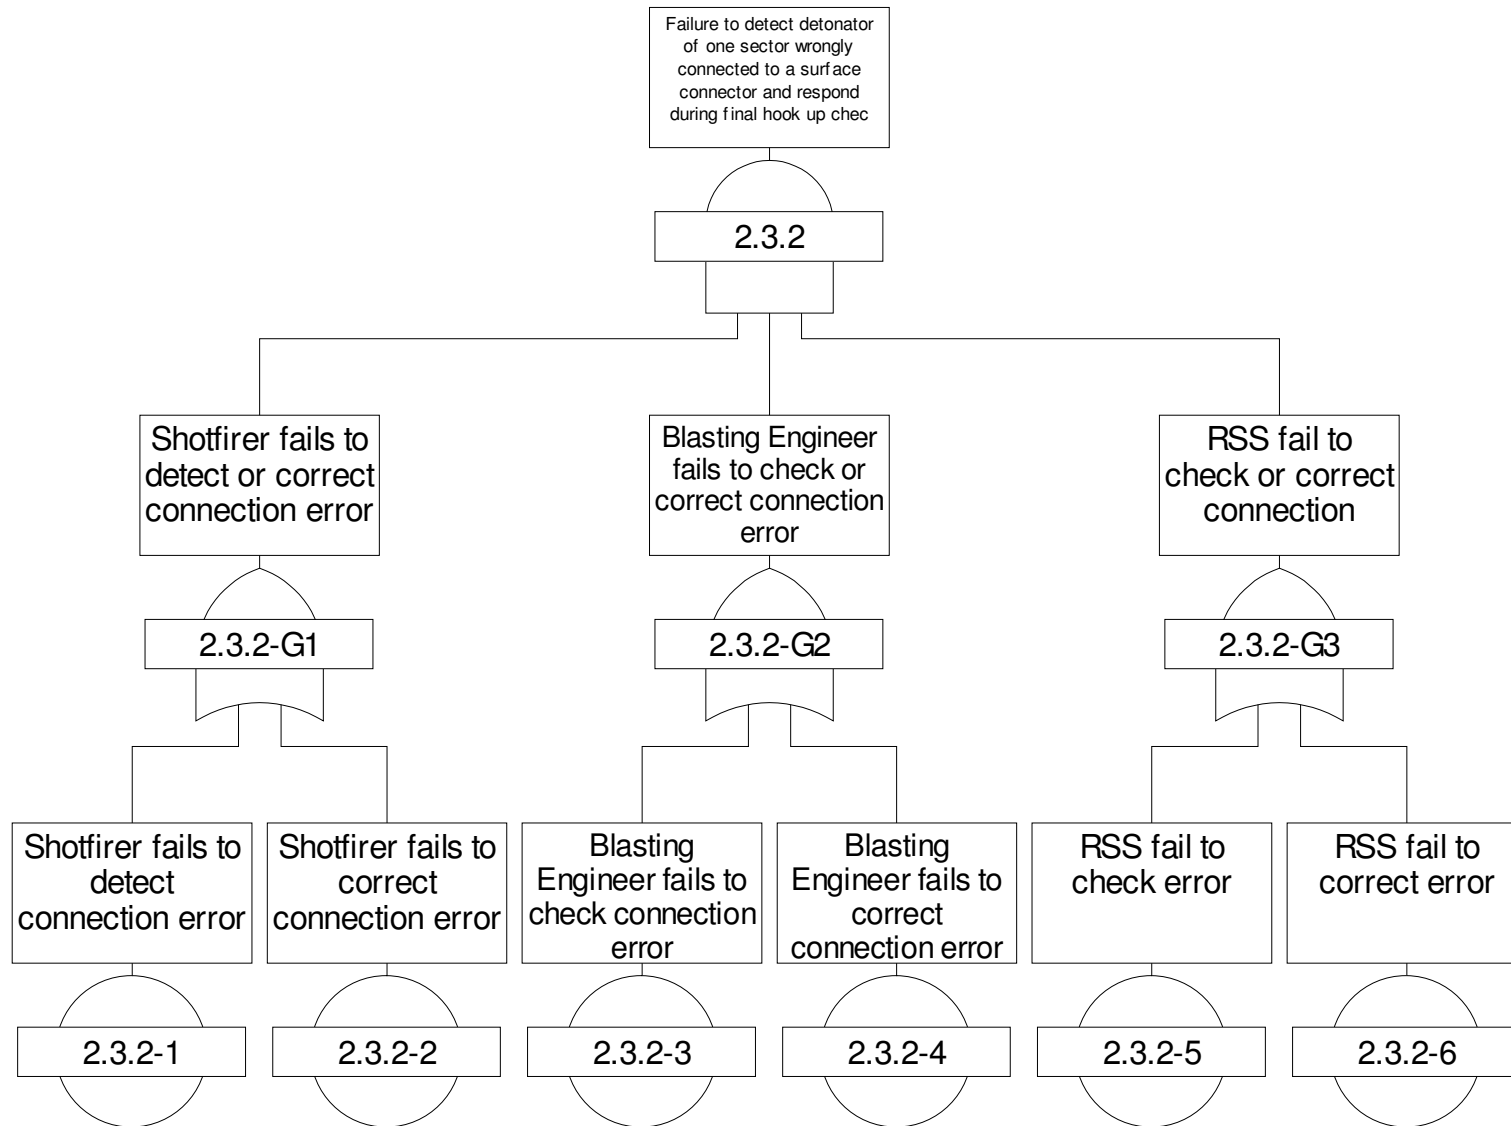 Failure to detect detonator
of one sector wrongly
connected to a surface
connector and respond
during final hook up chec
2.3.2
Shotfirer fails to
detect or correct
connection error
Blasting Engineer
fails to check or
correct connection
error
RSS fail to
check or correct
connection
2.3.2-G1
2.3.2-G2
2.3.2-G3
Shotfirer fails to
detect
connection error
Shotfirer fails to
correct
connection error
Blasting
Engineer fails to
check connection
error
Blasting
Engineer fails to
correct
connection error
RSS fail to
check error
RSS fail to
correct error
2.3.2-1
2.3.2-2
2.3.2-3
2.3.2-4
2.3.2-5
2.3.2-6